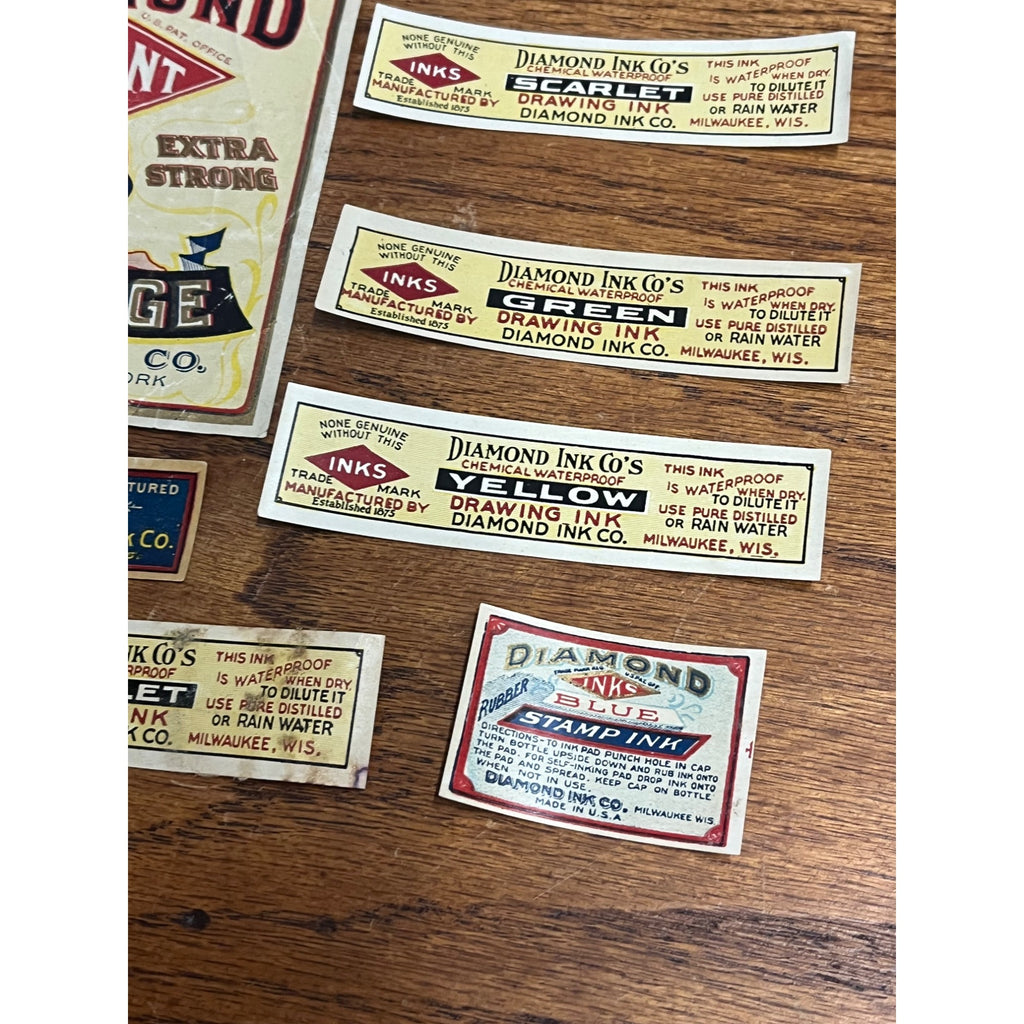 MOND
U.S. PAT. OFFICE
NT
EXTRA
STRONG
GE
CO.
ORK
NONE GENUINE
WITHOUT THIS
INKS
TRADE MARK
MANUFACTURED BY
Established 1875
DIAMOND INK CO'S
CHEMICAL WATERPROOF
SCARLET
DRAWING INK
DIAMOND INK CO.
THIS INK
IS WATERPROOF
WHEN DRY.
TO DILUTE IT
USE PURE DISTILLED
OR RAIN WATER
MILWAUKEE, WIS.
NONE GENUINE
WITHOUT THIS
INKS
TRADE MARK
MANUFACTURED BY
Established 1875
DIAMOND INK CO'S
CHEMICAL WATERPROOF
GREEN
DRAWING INK
DIAMOND INK CO.
THIS INK
IS WATERPROOF
WHEN DRY.
TO DILUTE IT
USE PURE DISTILLED
OR RAIN WATER
MILWAUKEE, WIS.
NONE GENUINE
WITHOUT THIS
INKS
TRADE MARK
MANUFACTURED BY
Established 1875
DIAMOND INK CO'S
CHEMICAL WATERPROOF
YELLOW
DRAWING INK
DIAMOND INK CO.
THIS INK
IS WATERPROOF
WHEN DRY.
TO DILUTE IT
USE PURE DISTILLED
OR RAIN WATER
MILWAUKEE, WIS.
TURED
K CO.
S.
NK CO'S
RPROOF
LET
INK
K CO.
THIS INK
IS WATERPROOF
WHEN DRY.
TO DILUTE IT
USE PURE DISTILLED
OR RAIN WATER
MILWAUKEE, WIS.
DIAMOND
TRADE MARK REG. U.S. PAT. OFF.
INKS
RUBBER
BLUE
STAMP INK
DIRECTIONS-TO INK PAD PUNCH HOLE IN CAP
TURN BOTTLE UPSIDE DOWN AND RUB INK ONTO
THE PAD. FOR SELF-INKING PAD DROP INK ONTO
THE PAD AND SPREAD. KEEP CAP ON BOTTLE
WHEN NOT IN USE.
DIAMOND INK CO. MILWAUKEE WIS.
MADE IN U.S.A